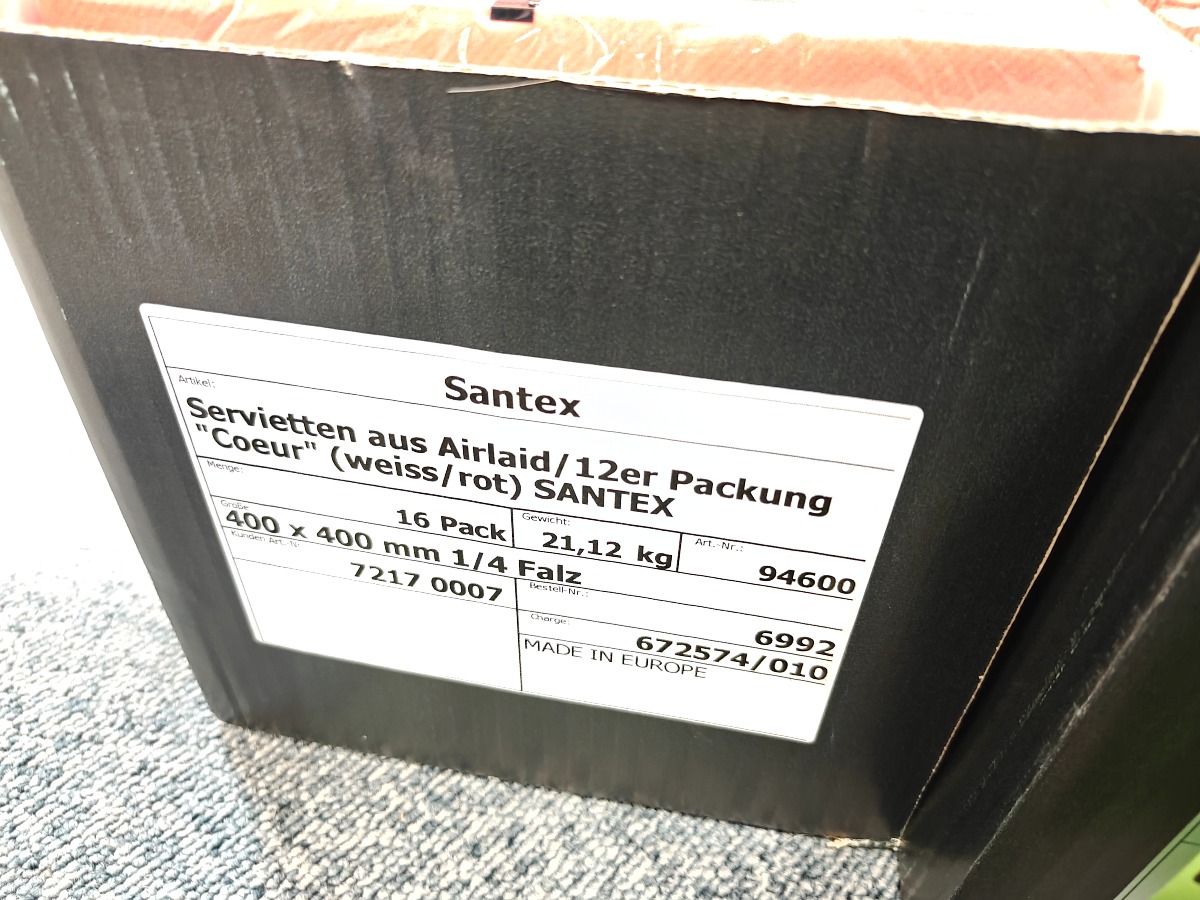 Santex
Artikel:
Servietten aus Airlaid/12er Packung
"Coeur" (weiss/rot) SANTEX
Menge:
16 Pack
Gewicht:
21,12 kg
Art.-Nr.:
94600
Größe
400 x 400 mm 1/4 Falz
Kunden Art.-Nr
7217 0007
Bestell-Nr.:
6992
Charge:
672574/010
MADE IN EUROPE